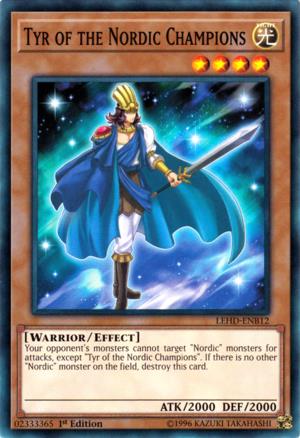 TYR OF THE NORDIC CHAMPIONS
光
LEHD-ENB12
[WARRIOR/EFFECT]
Your opponent's monsters cannot target "Nordic" monsters
for attacks, except "Tyr of the Nordic Champions". If there is no other
"Nordic" monster on the field, destroy this card.
ATK/2000 DEF/2000
02333365 1st Edition ©1996 KAZUKI TAKAHASHI